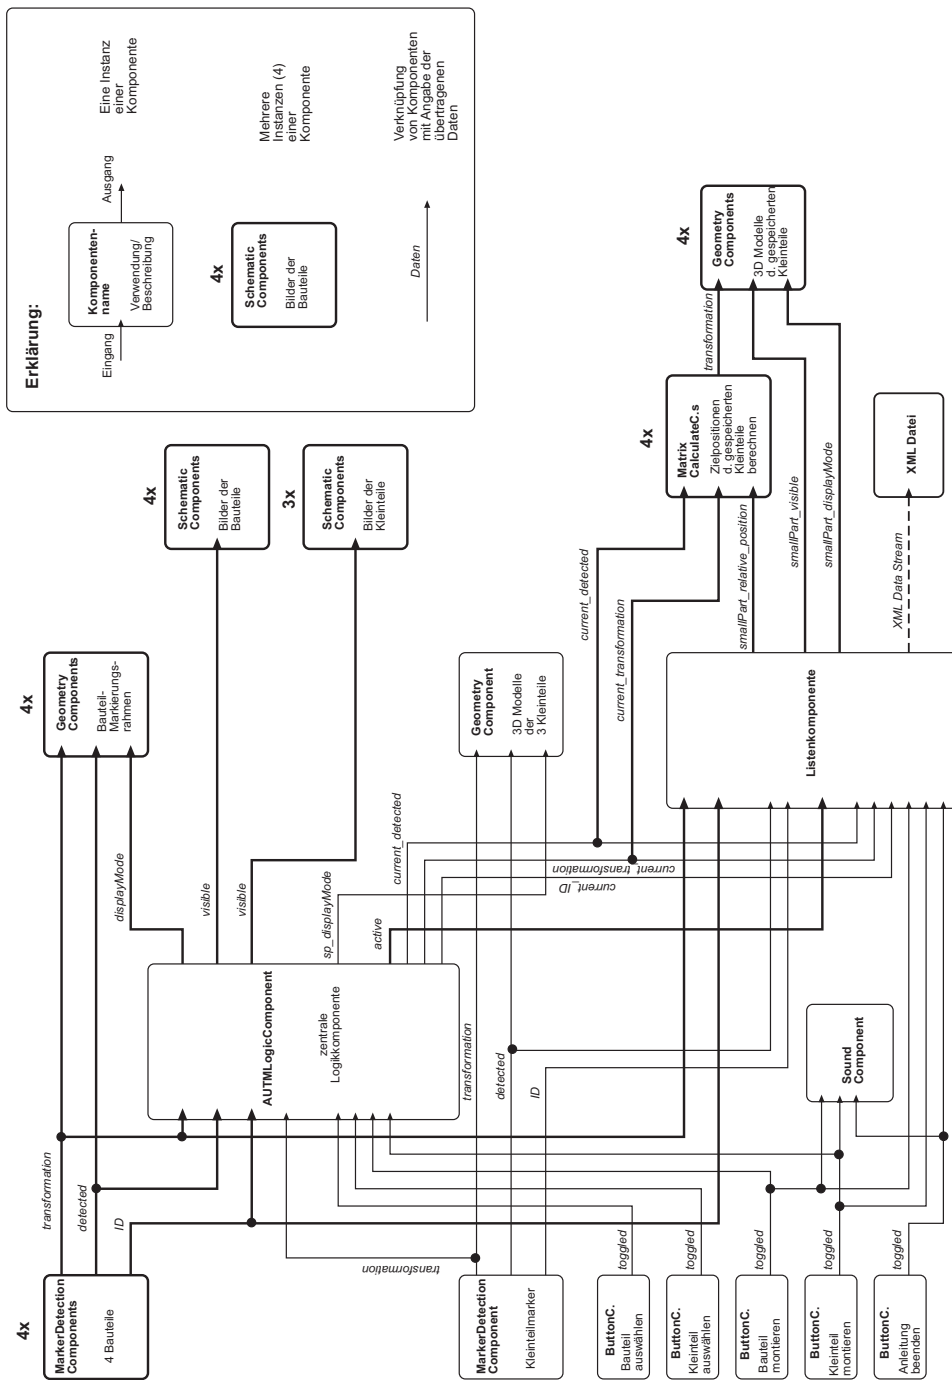 Erklärung:
Eingang
Komponenten-
name
Verwendung/
Beschreibung
Ausgang
Eine Instanz
einer
Komponente
4x
Schematic
Components
Bilder der
Bauteile
Mehrere
Instanzen (4)
einer
Komponente
Daten
Verknüpfung
von Komponenten
mit Angabe der
übertragenen
Daten
4x
MarkerDetection
Components
4 Bauteile
transformation
detected
ID
transformation
MarkerDetection
Component
Kleinteilmarker
transformation
detected
ID
ButtonC.
Bauteil
auswählen
toggled
ButtonC.
Kleinteil
auswählen
toggled
ButtonC.
Bauteil
montieren
toggled
ButtonC.
Kleinteil
montieren
toggled
ButtonC.
Anleitung
beenden
toggled
AUTMLogicComponent
zentrale
Logikkomponente
Sound
Component
displayMode
visible
visible
sp_displayMode
active
current_detected
current_transformation
current_ID
4x
Geometry
Components
Bauteil-
Markierungs-
rahmen
4x
Schematic
Components
Bilder der
Bauteile
3x
Schematic
Components
Bilder der
Kleinteile
Geometry
Component
3D Modelle
der
3 Kleinteile
Listenkomponente
current_detected
current_transformation
smallPart_relative_position
smallPart_visible
smallPart_displayMode
XML Data Stream
4x
Matrix
CalculateC.s
Zielpositionen
d. gespeicherten
Kleinteile
berechnen
transformation
4x
Geometry
Components
3D Modelle
d. gespeicherten
Kleinteile
XML Datei